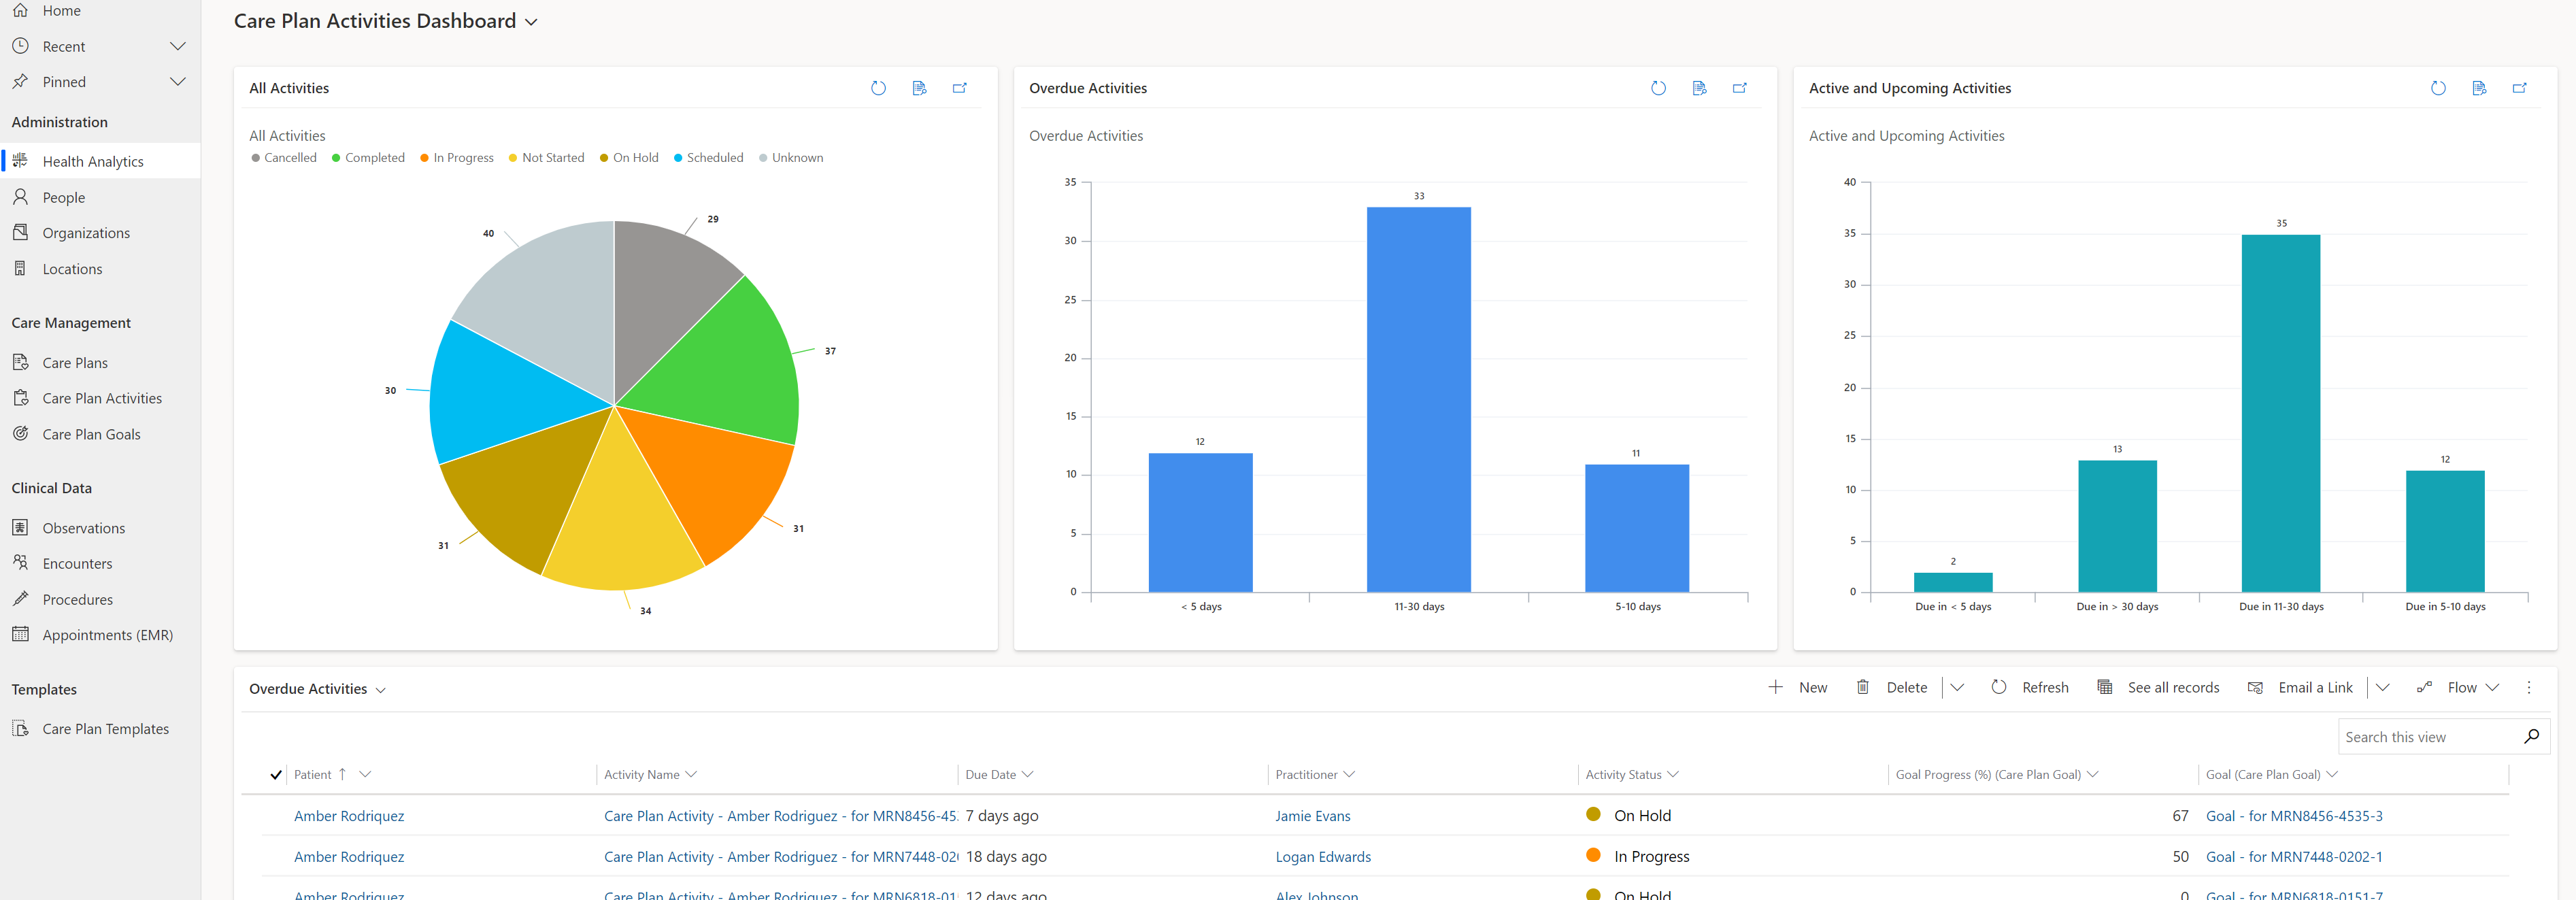 Home
Recent
Pinned
Administration
Health Analytics
People
Organizations
Locations
Care Management
Care Plans
Care Plan Activities
Care Plan Goals
Clinical Data
Observations
Encounters
Procedures
Appointments (EMR)
Templates
Care Plan Templates
Care Plan Activities Dashboard
All Activities
All Activities
Cancelled Completed In Progress Not Started On Hold Scheduled Unknown
29
37
31
34
31
30
40
Overdue Activities
Overdue Activities
35
30
25
20
15
10
5
0
12
33
11
< 5 days 11-30 days 5-10 days
Active and Upcoming Activities
Active and Upcoming Activities
40
35
30
25
20
15
10
5
0
2
13
35
12
Due in < 5 days Due in > 30 days Due in 11-30 days Due in 5-10 days
Overdue Activities
New Delete Refresh See all records Email a Link Flow
Search this view
Patient Activity Name Due Date Practitioner Activity Status Goal Progress (%) (Care Plan Goal) Goal (Care Plan Goal)
Amber Rodriquez Care Plan Activity - Amber Rodriguez - for MRN8456-45 7 days ago Jamie Evans On Hold 67 Goal - for MRN8456-4535-3
Amber Rodriquez Care Plan Activity - Amber Rodriguez - for MRN7448-02 18 days ago Logan Edwards In Progress 50 Goal - for MRN7448-0202-1
Amber Rodriquez Care Plan Activity - Amber Rodriguez - for MRN6818-01 12 days ago Alex Johnson On Hold 0 Goal - for MRN6818-0151-7